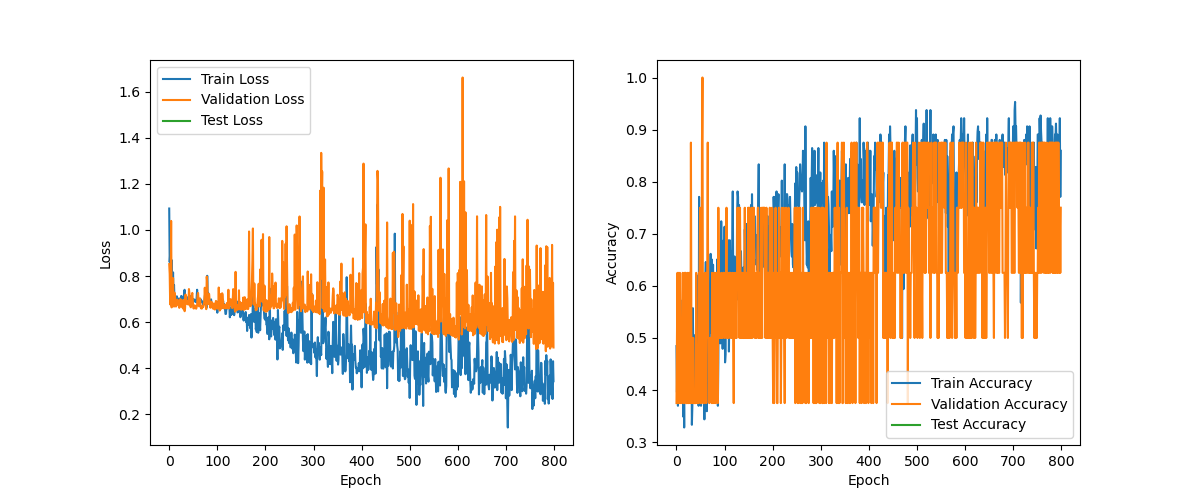 Train Loss
Validation Loss
Test Loss
1.6
1.4
1.2
1.0
0.8
0.6
0.4
0.2
Loss
0 100 200 300 400 500 600 700 800
Epoch
1.0
0.9
0.8
0.7
0.6
0.5
0.4
0.3
Accuracy
Train Accuracy
Validation Accuracy
Test Accuracy
0 100 200 300 400 500 600 700 800
Epoch